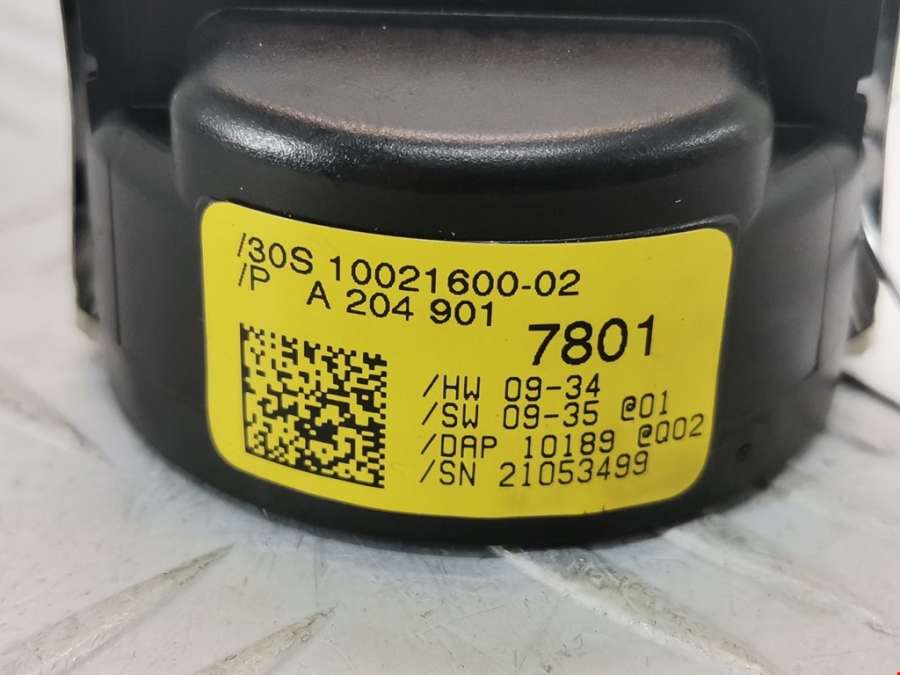 /30S 10021600-02
/P A 204 901 7801
/HW 09-34
/SW 09-35 @01
/DAP 10189 @Q02
/SN 21053499